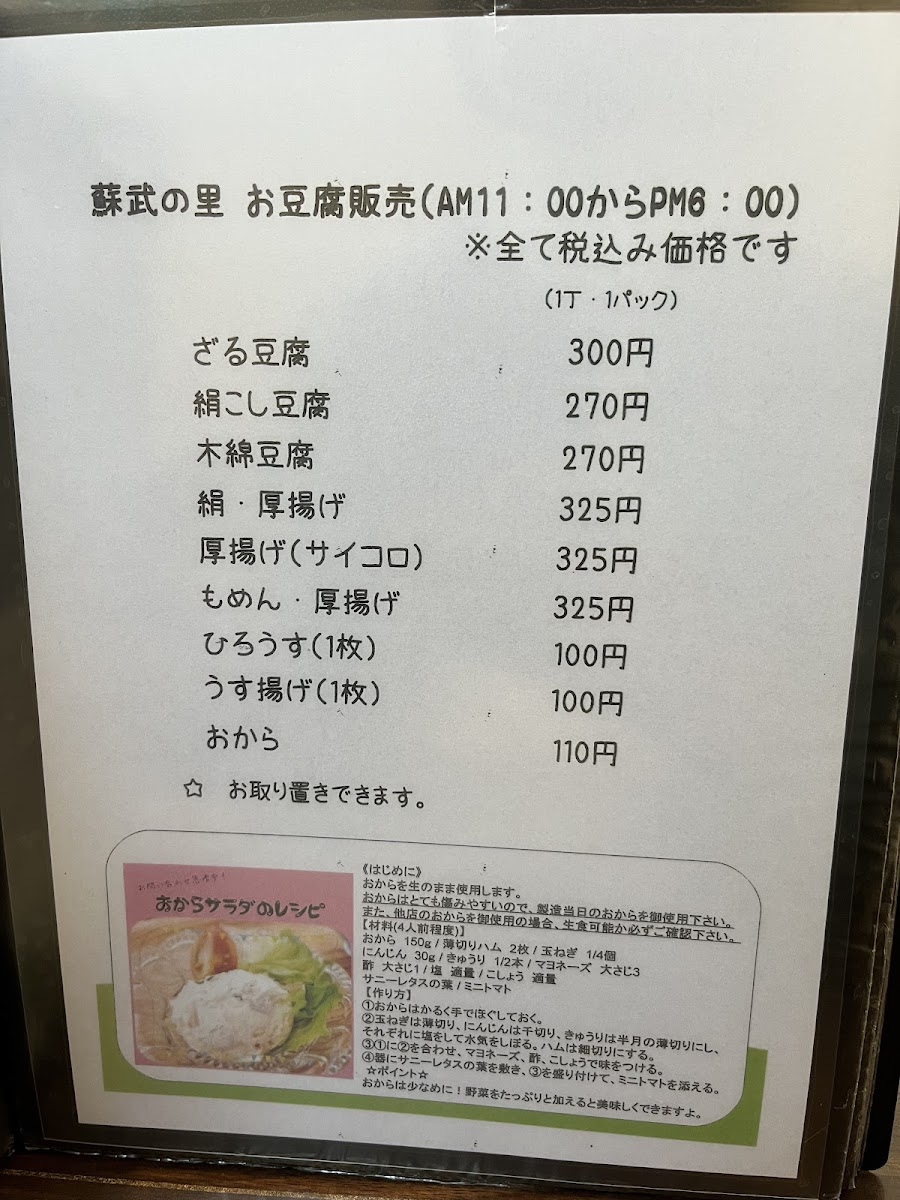 蘇武の里 お豆腐販売(AM11：00からPM6：00)
※全て税込み価格です
(1丁・1パック)
ざる豆腐 300円
絹こし豆腐 270円
木綿豆腐 270円
絹・厚揚げ 325円
厚揚げ(サイコロ) 325円
もめん・厚揚げ 325円
ひろうす(1枚) 100円
うす揚げ(1枚) 100円
おから 110円
☆ お取り置きできます。
おからサラダのレシピ
《はじめに》
おからを生のまま使用します。
おからはとても傷みやすいので、製造当日のおからを御使用下さい。
また、他店のおからを御使用の場合、生食可能か必ずご確認下さい。
【材料(4人前程度)】
おから 150g / 薄切りハム 2枚 / 玉ねぎ 1/4個
にんじん 30g / きゅうり 1/2本 / マヨネーズ 大さじ3
酢 大さじ1 / 塩 適量 / こしょう 適量
サニーレタスの葉 / ミニトマト
【作り方】
①おからはかるく手でほぐしておく。
②玉ねぎは薄切り、にんじんは千切り、きゅうりは半月の薄切りにし、
それぞれに塩をして水気をしぼる。ハムは細切りにする。
③①に②を合わせ、マヨネーズ、酢、こしょうで味をつける。
④器にサニーレタスの葉を敷き、③を盛り付けて、ミニトマトを添える。
☆ポイント☆
おからは少なめに！野菜をたっぷりと加えると美味しくできますよ。